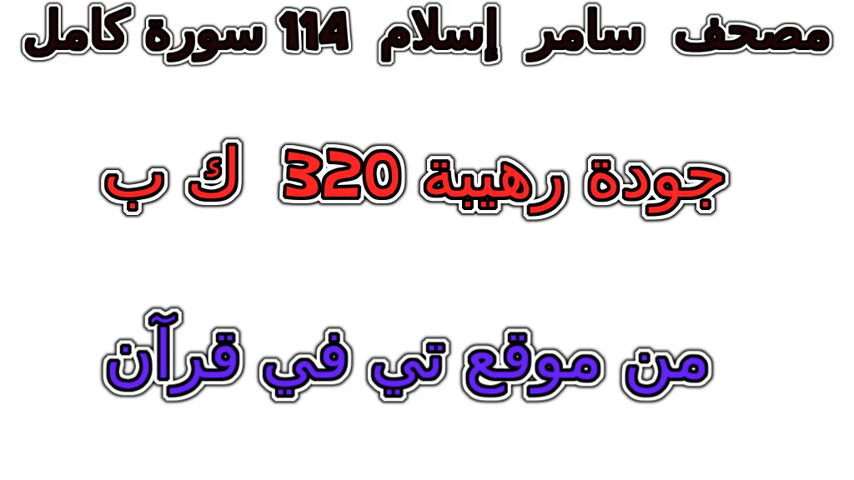 مصحف سامر إسلام 114 سورة كامل
جودة رهيبة 320 ك ب
من موقع تي في قرآن